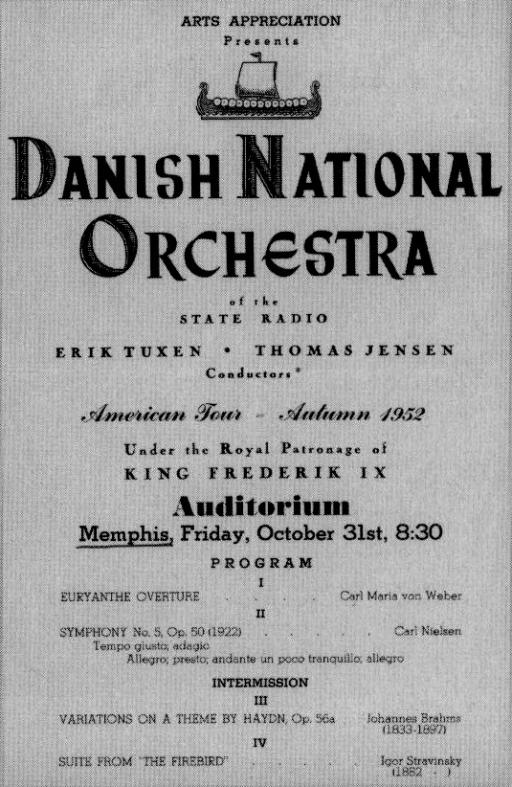 ARTS APPRECIATION
Presents
DANISH NATIONAL
ORCHESTRA
of the
STATE RADIO
ERIK TUXEN • THOMAS JENSEN
Conductors*
American Tour - Autumn 1952
Under the Royal Patronage of
KING FREDERIK IX
Auditorium
Memphis, Friday, October 31st, 8:30
PROGRAM
I
EURYANTHE OVERTURE . . . . Carl Maria von Weber
II
SYMPHONY No. 5, Op. 50 (1922) . . . . . Carl Nielsen
Tempo giusto; adagio
Allegro; presto; andante un poco tranquillo; allegro
INTERMISSION
III
VARIATIONS ON A THEME BY HAYDN, Op. 56a Johannes Brahms
(1833-1897)
IV
SUITE FROM "THE FIREBIRD" . . . . . Igor Stravinsky
(1882 - )